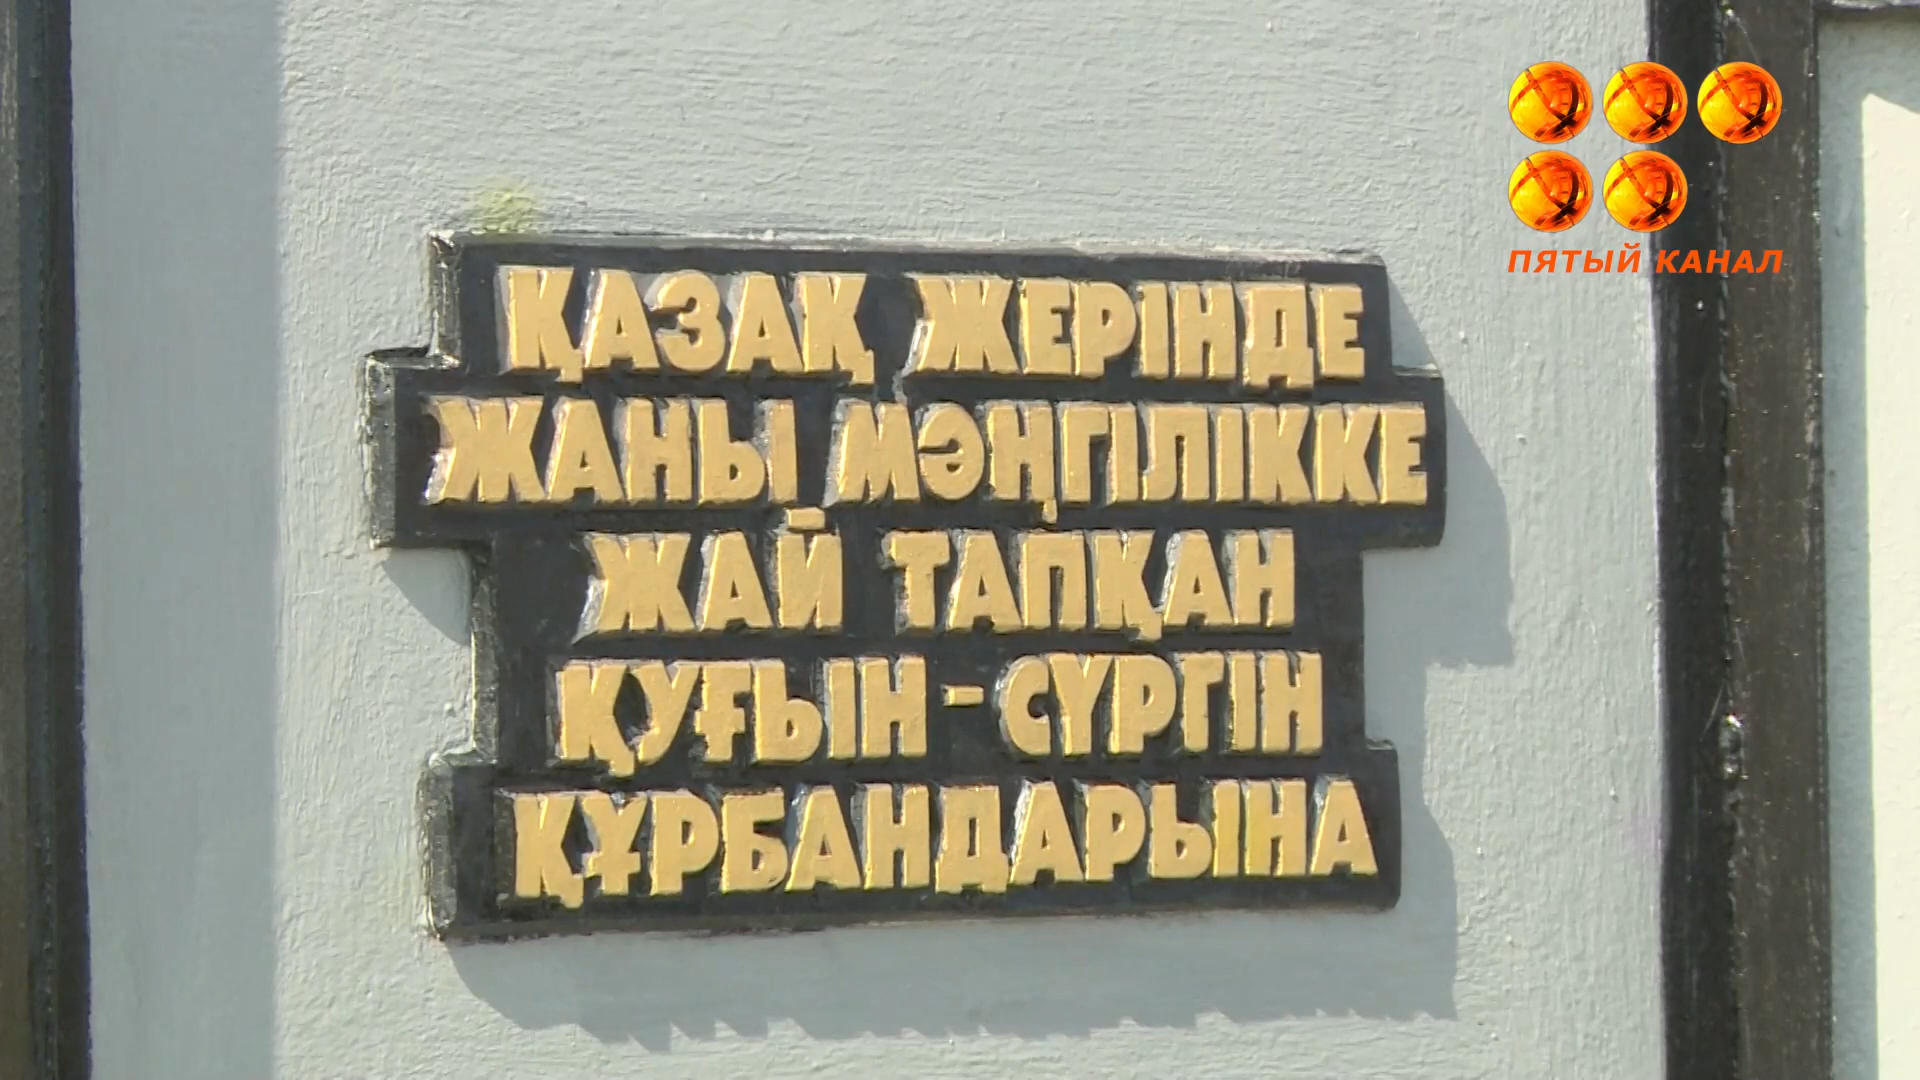 ПЯТЫЙ КАНАЛ
ҚАЗАҚ ЖЕРІНДЕ
ЖАНЫ МӘҢГІЛІККЕ
ЖАЙ ТАПҚАН
ҚУҒЫН-СҮРГІН
ҚҰРБАНДАРЫНА